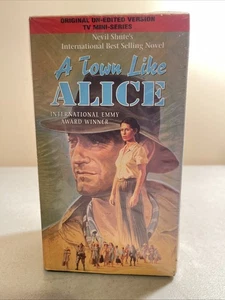 ORIGINAL UN-EDITED VERSION
TV MINI-SERIES
Nevil Shute's
International Best Selling Novel
A Town Like
ALICE
INTERNATIONAL EMMY
AWARD WINNER